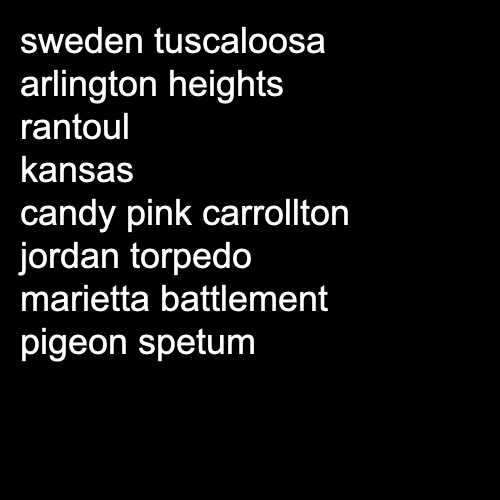 sweden tuscaloosa
arlington heights
rantoul
kansas
candy pink carrollton
jordan torpedo
marietta battlement
pigeon spetum